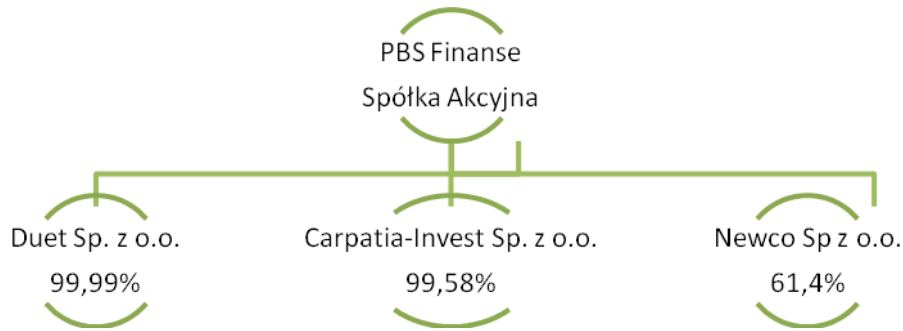 PBS Finanse
Spółka Akcyjna
Duet Sp. z o.o.
99,99%
Carpatia-Invest Sp. z o.o.
99,58%
Newco Sp z o.o.
61,4%